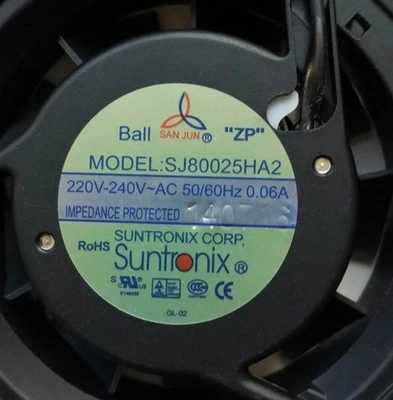 Ball SAN JUN ® "ZP"
MODEL:SJ80025HA2
220V-240V~AC 50/60Hz 0.06A
IMPEDANCE PROTECTED
SUNTRONIX CORP.
RoHS Suntronix ®
GL-02